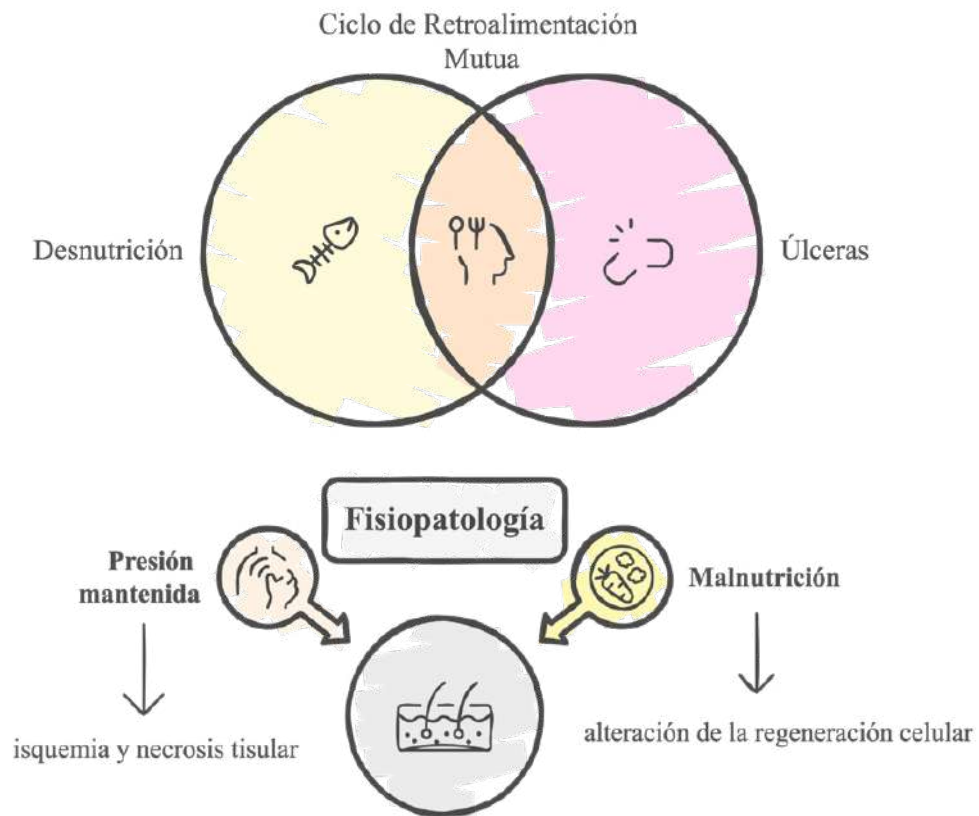 Ciclo de Retroalimentación
Mutua
Desnutrición
Úlceras
Fisiopatología
Presión
mantenida
Malnutrición
isquemia y necrosis tisular
alteración de la regeneración celular